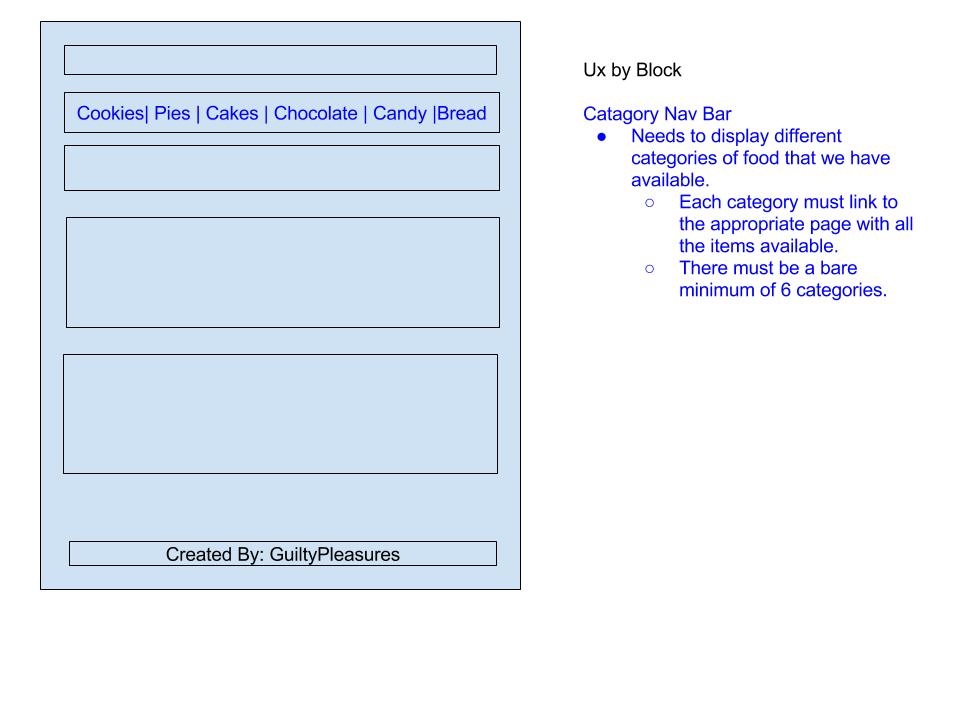 Cookies| Pies | Cakes | Chocolate | Candy |Bread
Created By: GuiltyPleasures
Ux by Block
Catagory Nav Bar
● Needs to display different
categories of food that we have
available.
○ Each category must link to
the appropriate page with all
the items available.
○ There must be a bare
minimum of 6 categories.